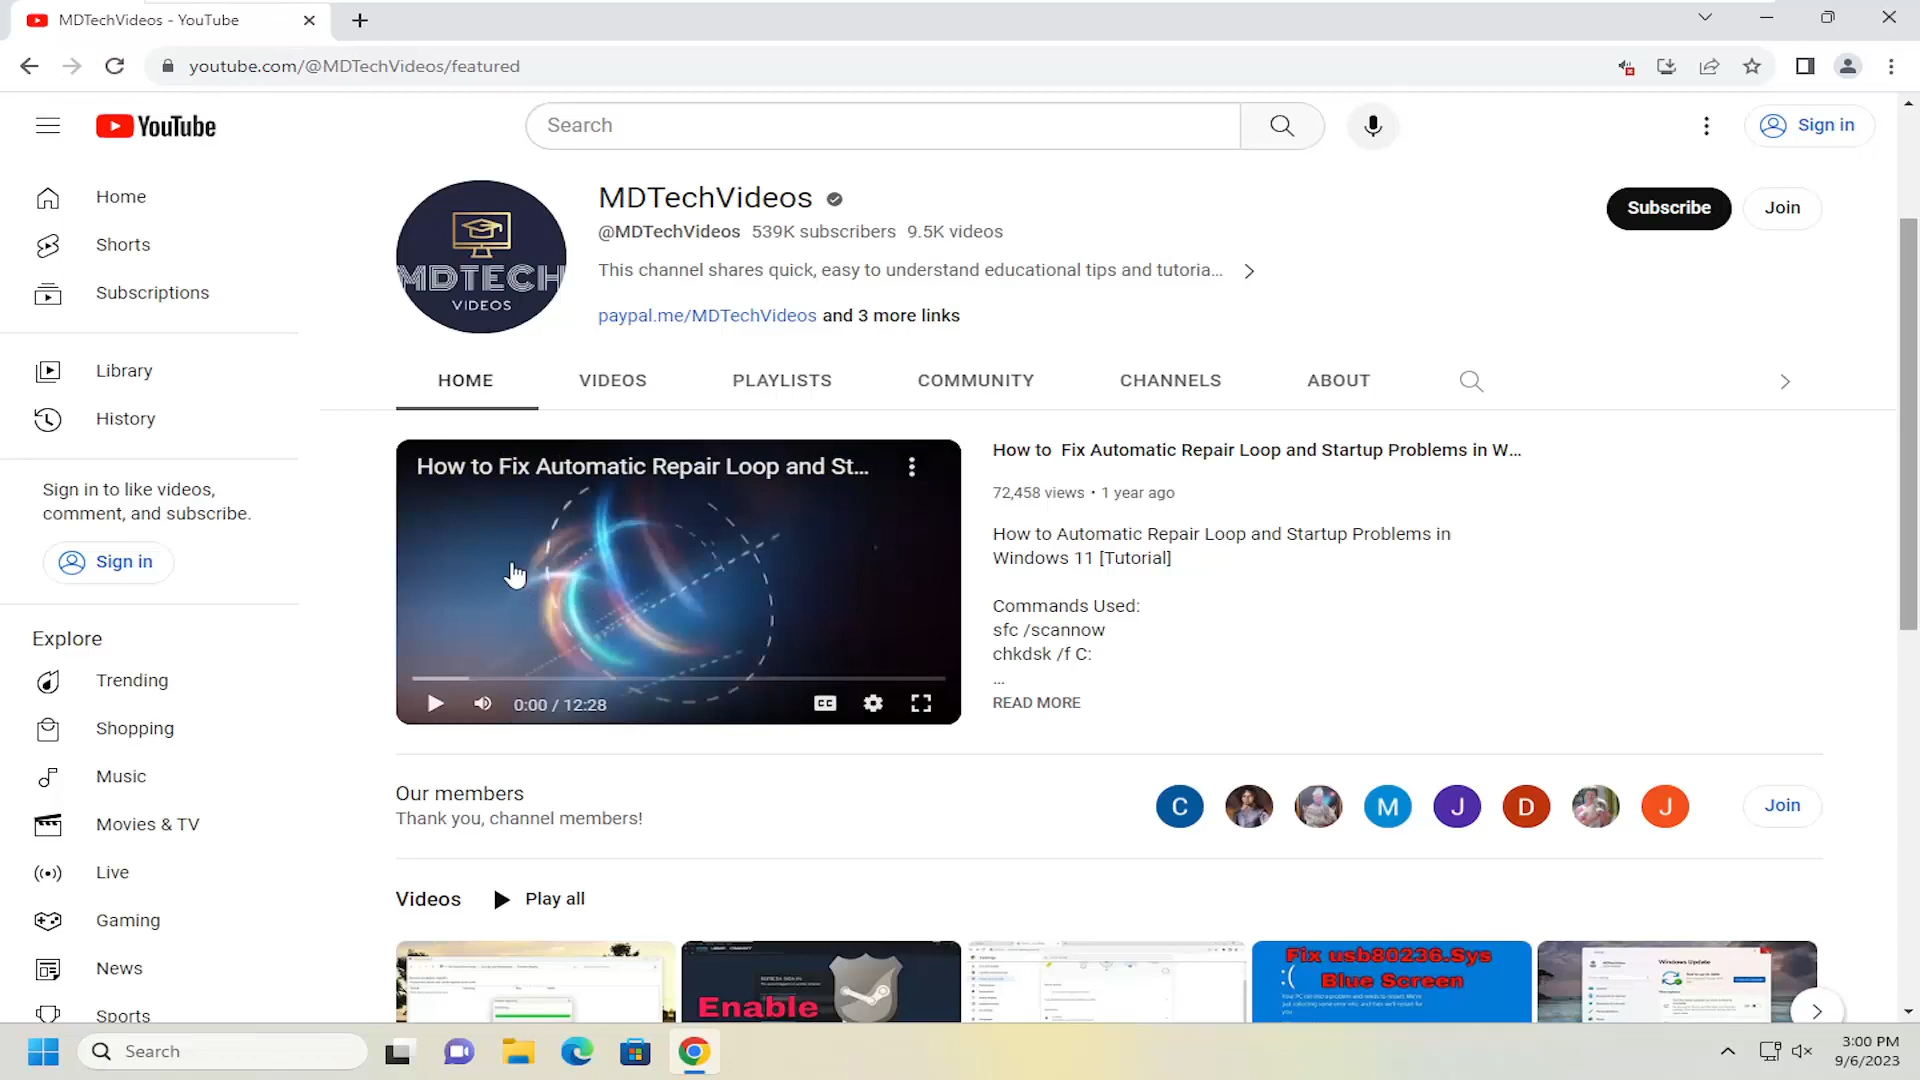 MDTechVideos - YouTube
youtube.com/@MDTechVideos/featured
YouTube
Search
Sign in
Home
Shorts
Subscriptions
Library
History
Sign in to like videos,
comment, and subscribe.
Sign in
Explore
Trending
Shopping
Music
Movies & TV
Live
Gaming
News
Sports
MDTECH
VIDEOS
MDTechVideos
@MDTechVideos 539K subscribers 9.5K videos
This channel shares quick, easy to understand educational tips and tutoria...
paypal.me/MDTechVideos and 3 more links
Subscribe
Join
HOME
VIDEOS
PLAYLISTS
COMMUNITY
CHANNELS
ABOUT
How to Fix Automatic Repair Loop and St...
0:00 / 12:28
CC
How to  Fix Automatic Repair Loop and Startup Problems in W...
72,458 views • 1 year ago
How to Automatic Repair Loop and Startup Problems in
Windows 11 [Tutorial]
Commands Used:
sfc /scannow
chkdsk /f C:
...
READ MORE
Our members
Thank you, channel members!
C
M
J
D
J
Join
Videos
Play all
Enable
Fix usb80236.Sys
Blue Screen
:(
Windows Update
Search
3:00 PM
9/6/2023